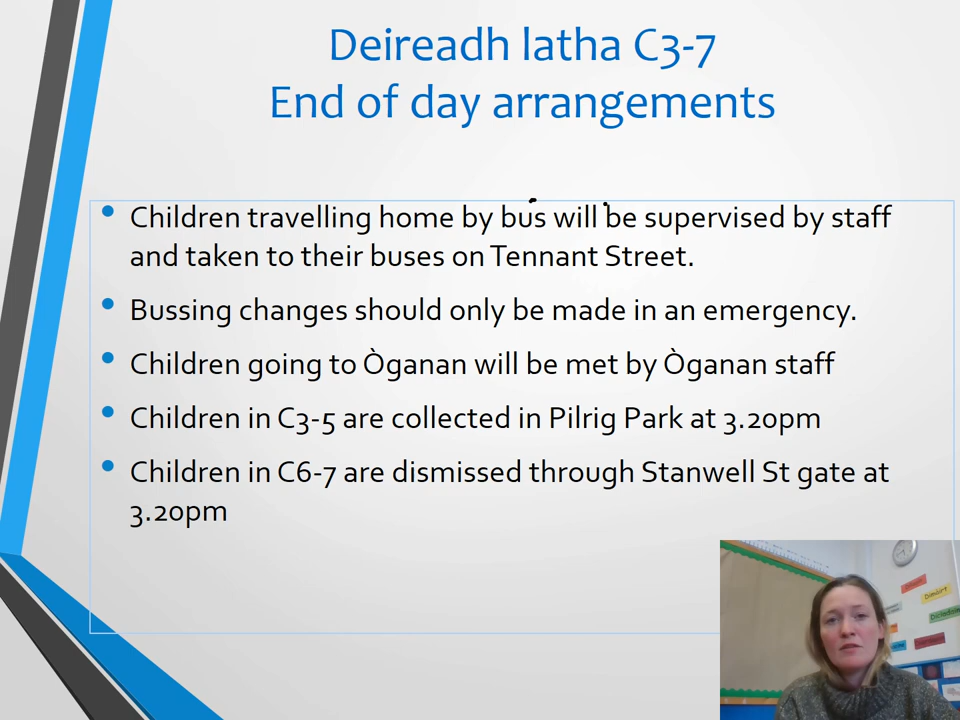 Deireadh latha C3-7
End of day arrangements
• Children travelling home by bus will be supervised by staff
and taken to their buses on Tennant Street.
• Bussing changes should only be made in an emergency.
• Children going to Òganan will be met by Òganan staff
• Children in C3-5 are collected in Pilrig Park at 3.20pm
• Children in C6-7 are dismissed through Stanwell St gate at
3.20pm